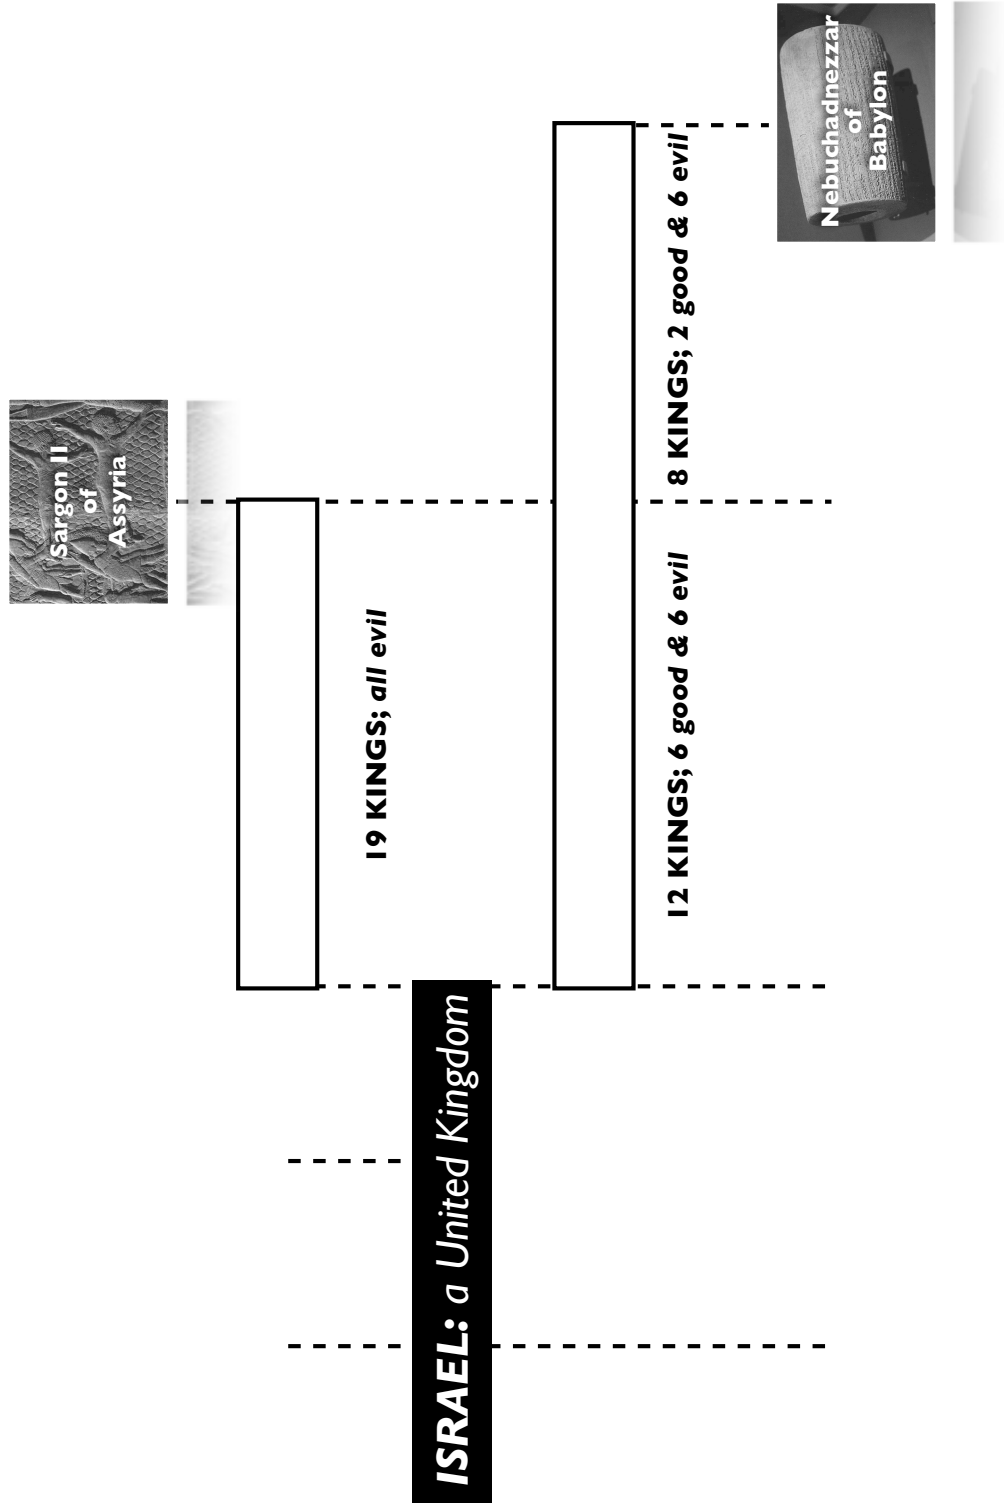 Sargon II
of
Assyria
19 KINGS; all evil
ISRAEL: a United Kingdom
12 KINGS; 6 good & 6 evil
8 KINGS; 2 good & 6 evil
Nebuchadnezzar
of
Babylon